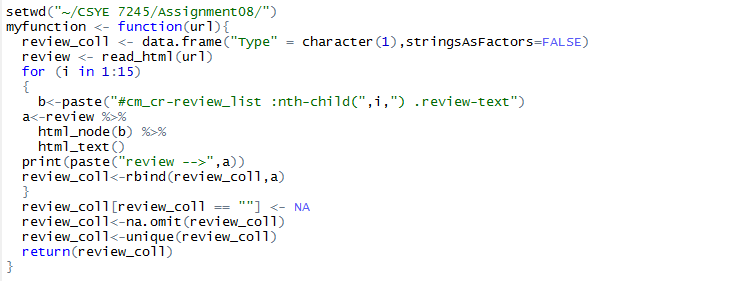 setwd("~/CSYE 7245/Assignment08/")
myfunction <- function(url){
  review_coll <- data.frame("Type" = character(1),stringsAsFactors=FALSE)
  review <- read_html(url)
  for (i in 1:15)
  {
    b<-paste("#cm_cr-review_list :nth-child(",i,") .review-text")
  a<-review %>%
    html_node(b) %>%
    html_text()
  print(paste("review -->",a))
  review_coll<-rbind(review_coll,a)
  }
  review_coll[review_coll == ""] <- NA
  review_coll<-na.omit(review_coll)
  review_coll<-unique(review_coll)
  return(review_coll)
}